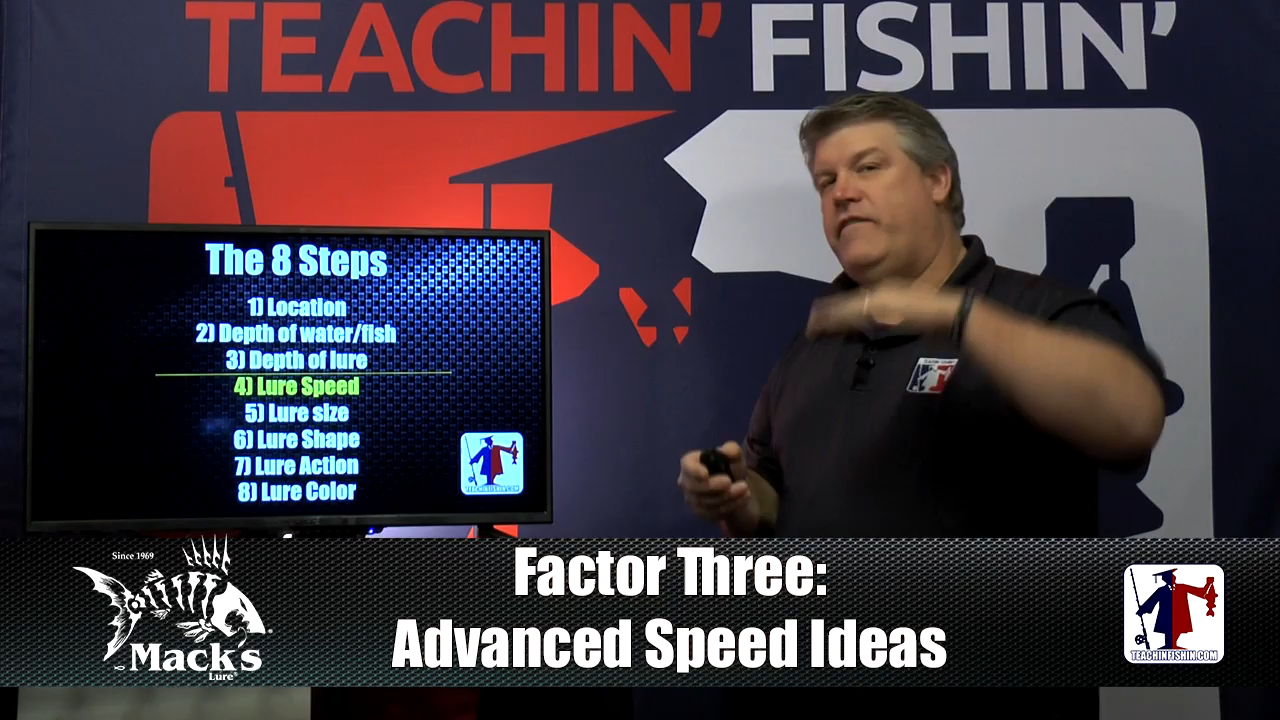 TEACHIN' FISHIN'
The 8 Steps
1) Location
2) Depth of water/fish
3) Depth of lure
4) Lure Speed
5) Lure size
6) Lure Shape
7) Lure Action
8) Lure Color
TEACHINFISHIN.COM
Since 1969
Mack's
Lure®
Factor Three:
Advanced Speed Ideas
TEACHINFISHIN.COM